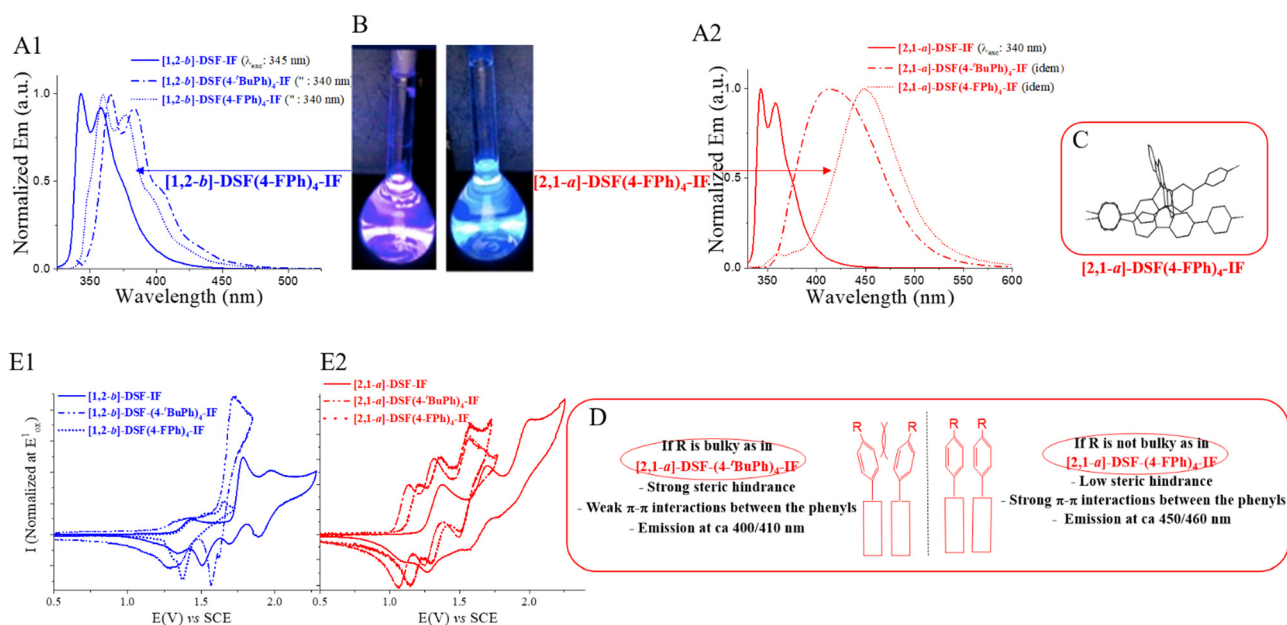 A1
[1,2-b]-DSF-IF (λexc: 345 nm)
[1,2-b]-DSF(4-tBuPh)4-IF (" : 340 nm)
[1,2-b]-DSF(4-FPh)4-IF (" : 340 nm)
Normalized Em (a.u.)
1.0
0.5
0.0
350 400 450 500
Wavelength (nm)
B
[1,2-b]-DSF(4-FPh)4-IF
[2,1-a]-DSF(4-FPh)4-IF
A2
[2,1-a]-DSF-IF (λexc: 340 nm)
[2,1-a]-DSF(4-tBuPh)4-IF (idem)
[2,1-a]-DSF(4-FPh)4-IF (idem)
Normalized Em (a.u.)
1.0
0.5
0.0
350 400 450 500 550 600
Wavelength (nm)
C
[2,1-a]-DSF(4-FPh)4-IF
E1
[1,2-b]-DSF-IF
[1,2-b]-DSF-(4-tBuPh)4-IF
[1,2-b]-DSF(4-FPh)4-IF
I (Normalized at E1ox)
0.5 1.0 1.5 2.0
E(V) vs SCE
E2
[2,1-a]-DSF-IF
[2,1-a]-DSF(4-tBuPh)4-IF
[2,1-a]-DSF(4-FPh)4-IF
0.5 1.0 1.5 2.0
E(V) vs SCE
D
If R is bulky as in
[2,1-a]-DSF-(4-tBuPh)4-IF
- Strong steric hindrance
- Weak π-π interactions between the phenyls
- Emission at ca 400/410 nm
R R
R R
If R is not bulky as in
[2,1-a]-DSF-(4-FPh)4-IF
- Low steric hindrance
- Strong π-π interactions between the phenyls
- Emission at ca 450/460 nm